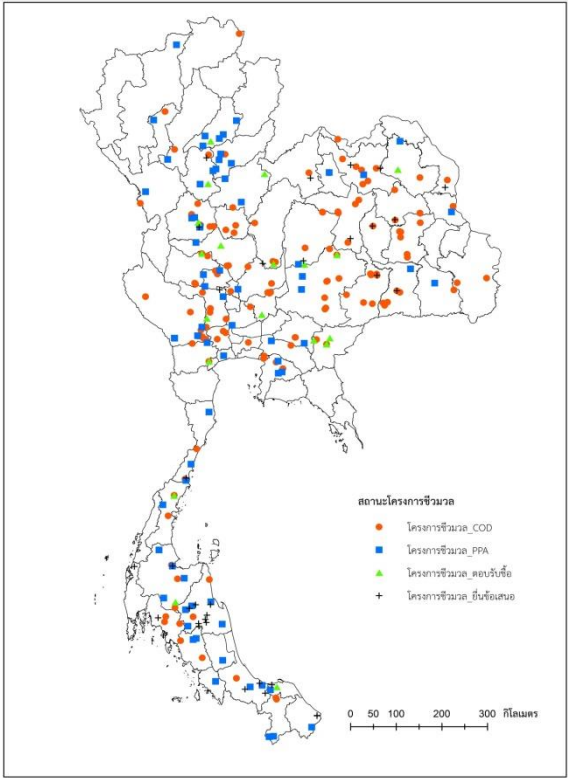 สถานะโครงการชีวมวล
โครงการชีวมวล_COD
โครงการชีวมวล_PPA
โครงการชีวมวล_ตอบรับซื้อ
โครงการชีวมวล_ยื่นข้อเสนอ
0 50 100 200 300 กิโลเมตร